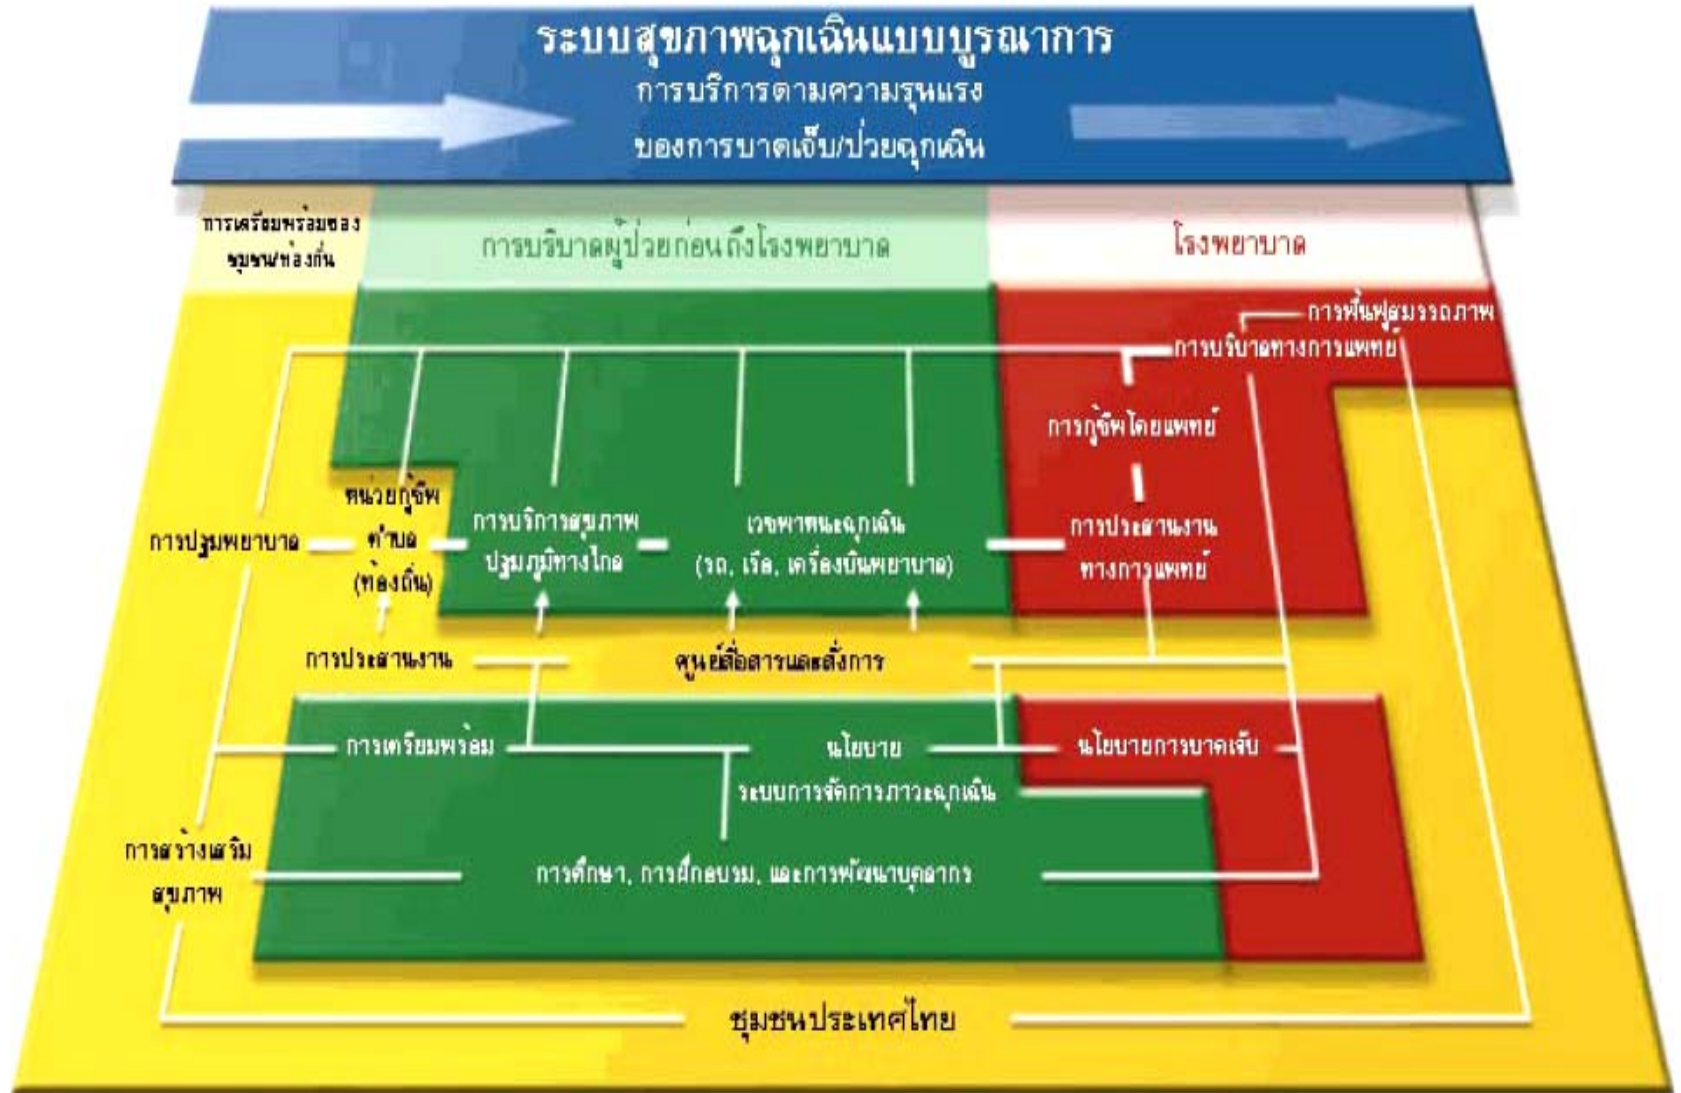 ระบบสุขภาพฉุกเฉินแบบบูรณาการ
การบริการตามความรุนแรง
ของการบาดเจ็บ/ป่วยฉุกเฉิน
การเตรียมพร้อมของ
ชุมชน/ท้องถิ่น
การบริบาลผู้ป่วยก่อนถึงโรงพยาบาล
โรงพยาบาล
การฟื้นฟูสมรรถภาพ
การบริบาลทางการแพทย์
การกู้ชีพโดยแพทย์
การปฐมพยาบาล
หน่วยกู้ชีพ
ตำบล
(ท้องถิ่น)
การบริการสุขภาพ
ปฐมภูมิทางไกล
เวชพาหนะฉุกเฉิน
(รถ, เรือ, เครื่องบินพยาบาล)
การประสานงาน
ทางการแพทย์
การประสานงาน
ศูนย์สื่อสารและสั่งการ
การเตรียมพร้อม
นโยบาย
ระบบการจัดการภาวะฉุกเฉิน
นโยบายการบาดเจ็บ
การสร้างเสริม
สุขภาพ
การศึกษา, การฝึกอบรม, และการพัฒนาบุคลากร
ชุมชนประเทศไทย